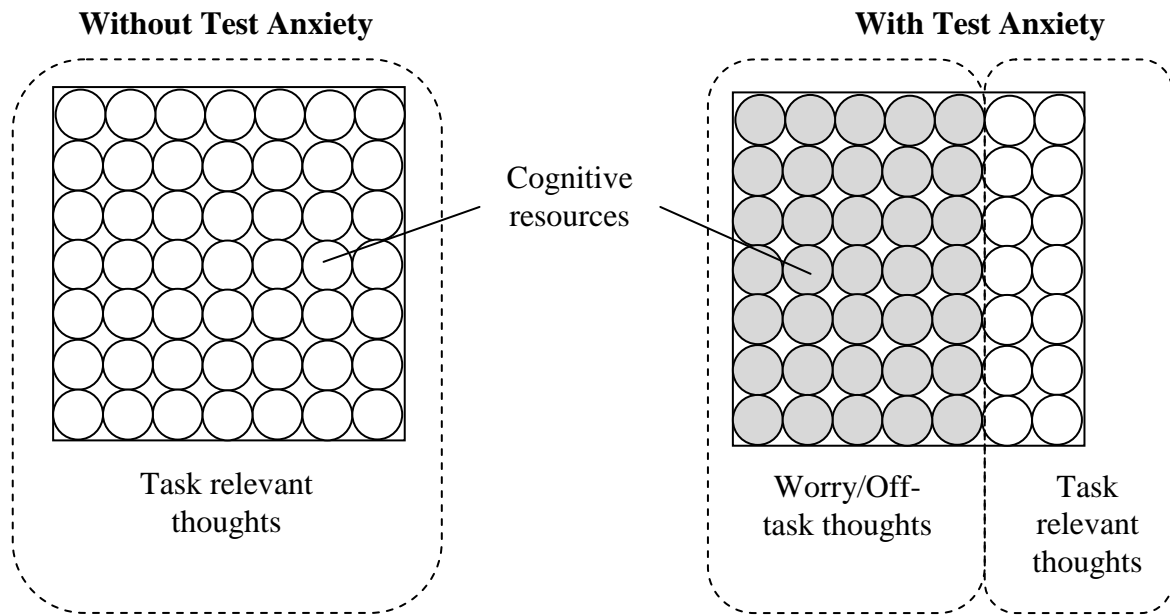 Without Test Anxiety
With Test Anxiety
Cognitive
resources
Task relevant
thoughts
Worry/Off-
task thoughts
Task
relevant
thoughts